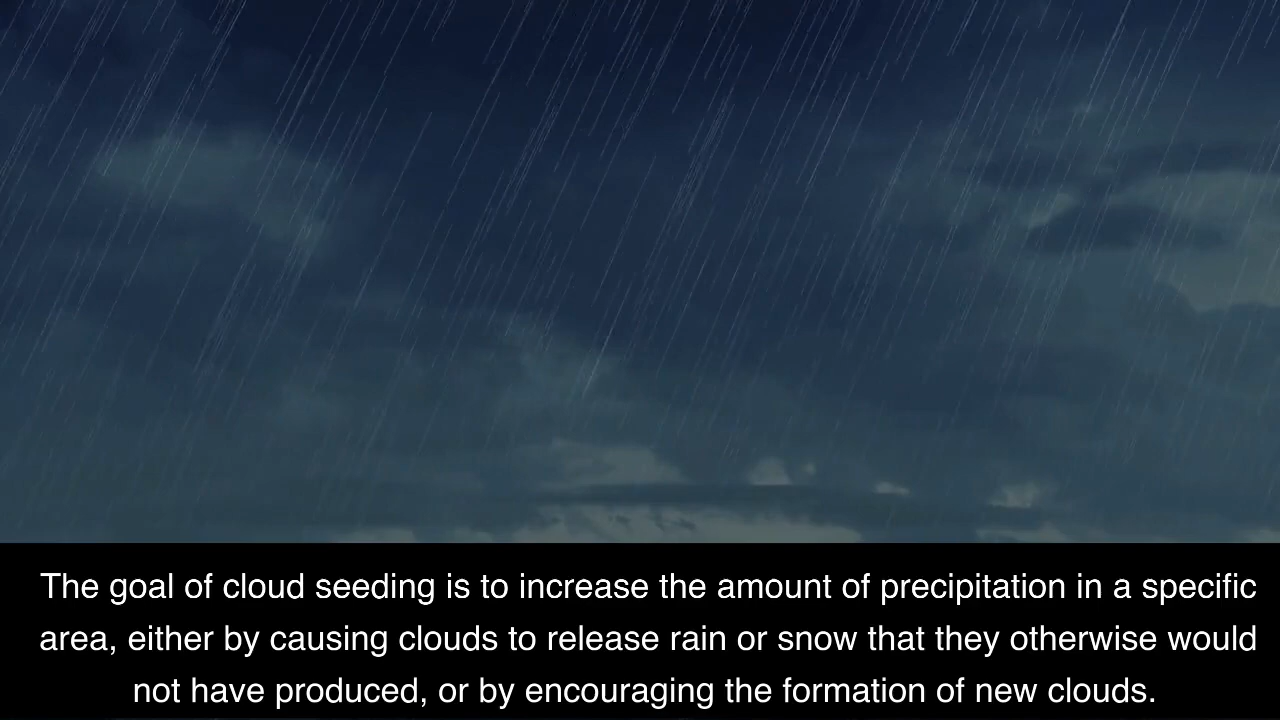 The goal of cloud seeding is to increase the amount of precipitation in a specific
area, either by causing clouds to release rain or snow that they otherwise would
not have produced, or by encouraging the formation of new clouds.